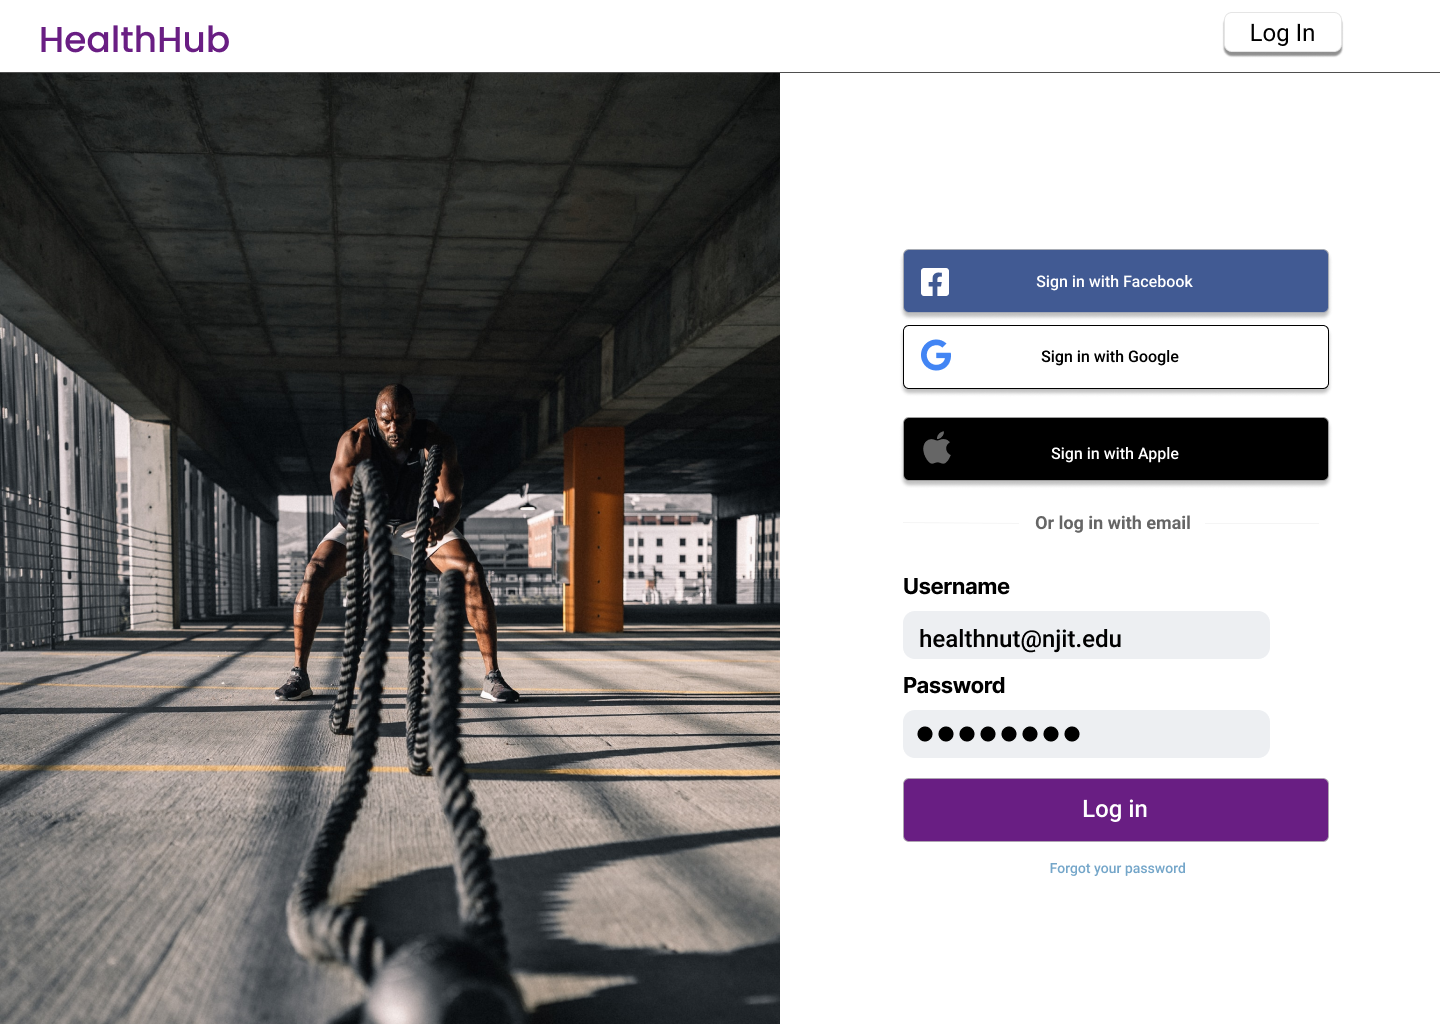 HealthHub
Log In
Sign in with Facebook
Sign in with Google
Sign in with Apple
Or log in with email
Username
healthnut@njit.edu
Password
Log in
Forgot your password